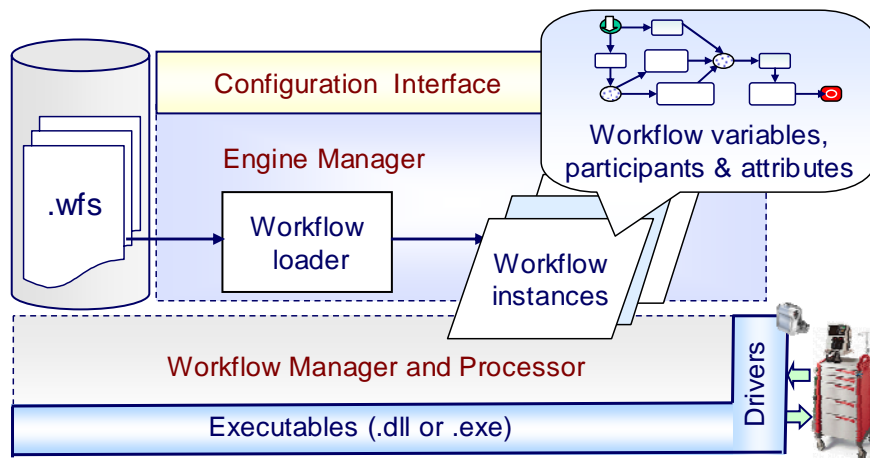 Configuration Interface
Workflow variables,
participants & attributes
Engine Manager
.wfs
Workflow
loader
Workflow
instances
Workflow Manager and Processor
Drivers
Executables (.dll or .exe)